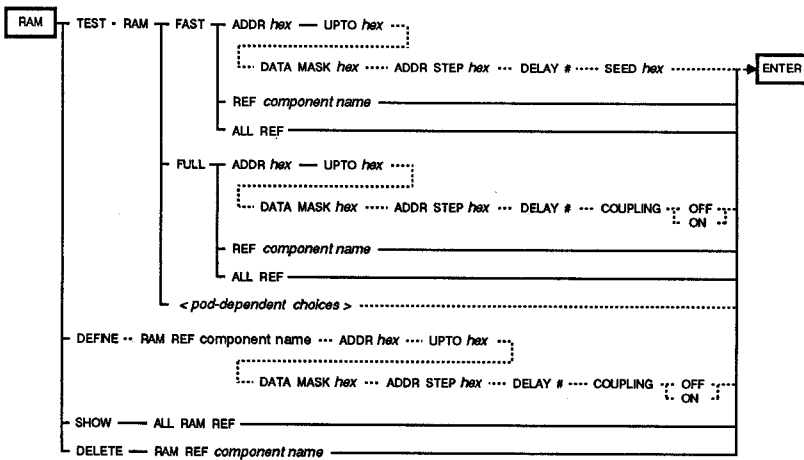 RAM TEST - RAM FAST ADDR hex UPTO hex
DATA MASK hex ADDR STEP hex DELAY # SEED hex ENTER
REF component name
ALL REF
FULL ADDR hex UPTO hex
DATA MASK hex ADDR STEP hex DELAY # COUPLING OFF
ON
REF component name
ALL REF
< pod-dependent choices >
DEFINE RAM REF component name ADDR hex UPTO hex
DATA MASK hex ADDR STEP hex DELAY # COUPLING OFF
ON
SHOW ALL RAM REF
DELETE RAM REF component name